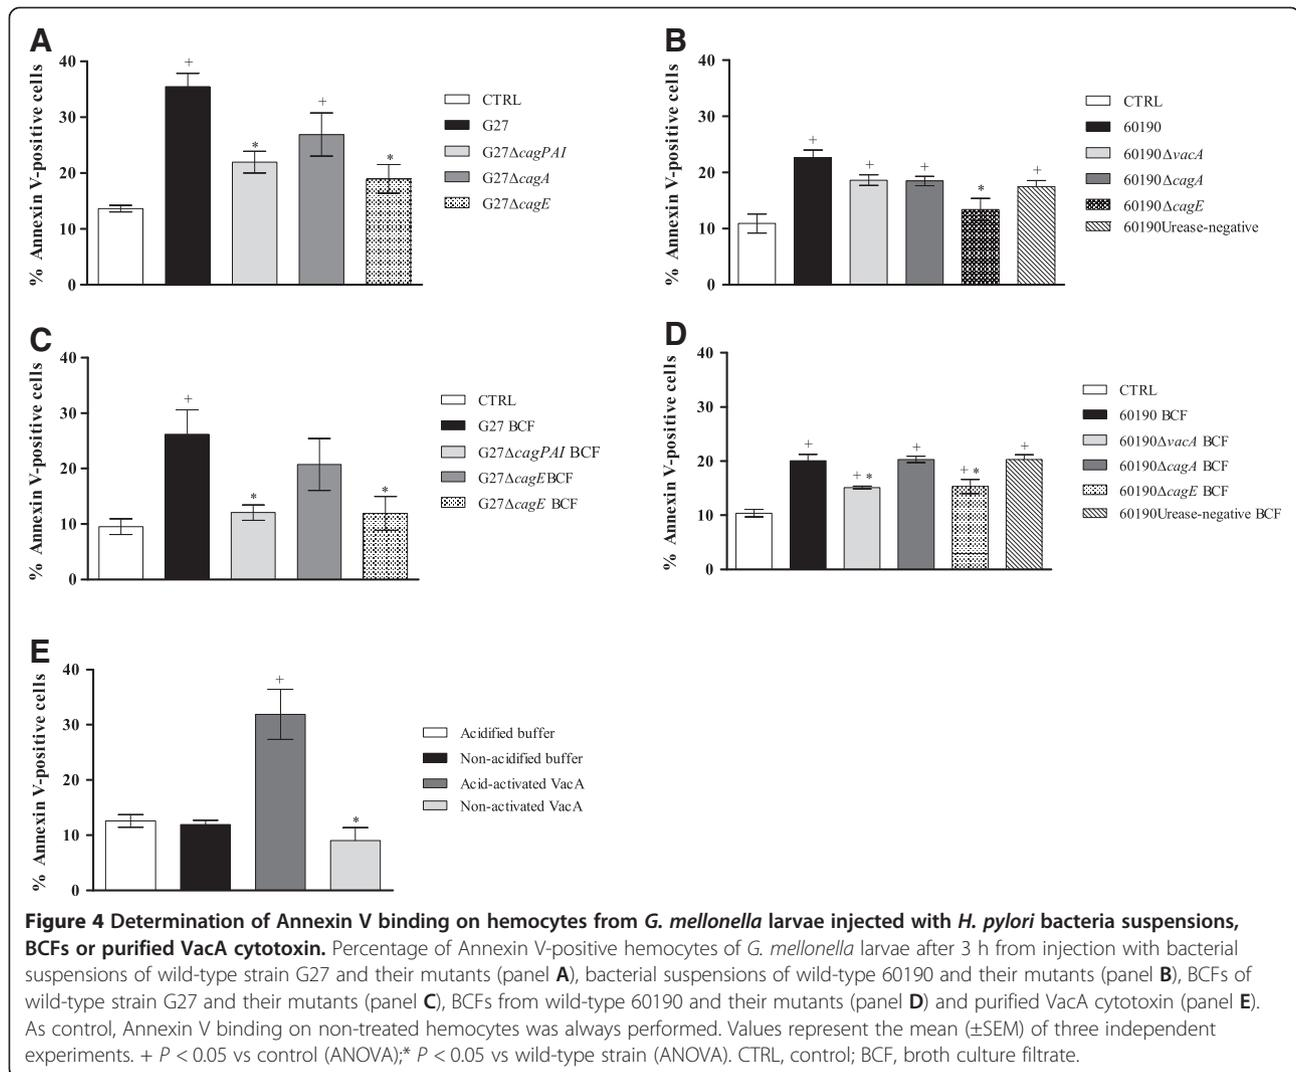 A
% Annexin V-positive cells
40
30
20
10
0
+
*
+
*
CTRL
G27
G27ΔcagPAI
G27ΔcagA
G27ΔcagE
B
% Annexin V-positive cells
40
30
20
10
0
+
+
+
*
+
CTRL
60190
60190ΔvacA
60190ΔcagA
60190ΔcagE
60190Urease-negative
C
% Annexin V-positive cells
40
30
20
10
0
+
*
*
CTRL
G27 BCF
G27ΔcagPAI BCF
G27ΔcagEBCF
G27ΔcagE BCF
D
% Annexin V-positive cells
40
30
20
10
0
+
+ *
+
+ *
+
CTRL
60190 BCF
60190ΔvacA BCF
60190ΔcagA BCF
60190ΔcagE BCF
60190Urease-negative BCF
E
% Annexin V-positive cells
40
30
20
10
0
+
*
Acidified buffer
Non-acidified buffer
Acid-activated VacA
Non-activated VacA
Figure 4 Determination of Annexin V binding on hemocytes from G. mellonella larvae injected with H. pylori bacteria suspensions,
BCFs or purified VacA cytotoxin. Percentage of Annexin V-positive hemocytes of G. mellonella larvae after 3 h from injection with bacterial
suspensions of wild-type strain G27 and their mutants (panel A), bacterial suspensions of wild-type 60190 and their mutants (panel B), BCFs of
wild-type strain G27 and their mutants (panel C), BCFs from wild-type 60190 and their mutants (panel D) and purified VacA cytotoxin (panel E).
As control, Annexin V binding on non-treated hemocytes was always performed. Values represent the mean (±SEM) of three independent
experiments. + P < 0.05 vs control (ANOVA);* P < 0.05 vs wild-type strain (ANOVA). CTRL, control; BCF, broth culture filtrate.